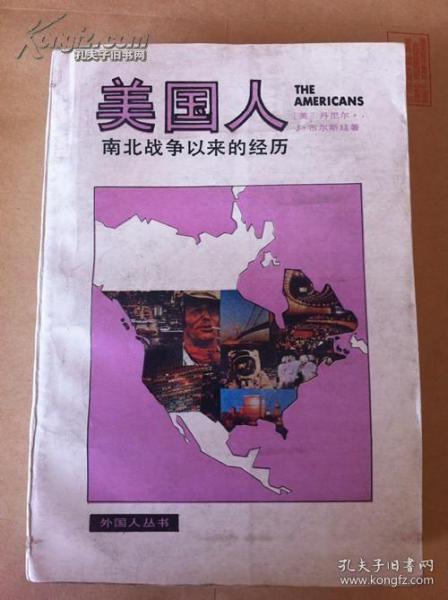 Kongfz.com
孔夫子旧书网
美国人
THE
AMERICANS
[美] 丹尼尔·
J·布尔斯廷著
南北战争以来的经历
外国人丛书
孔夫子旧书网
www.kongfz.com